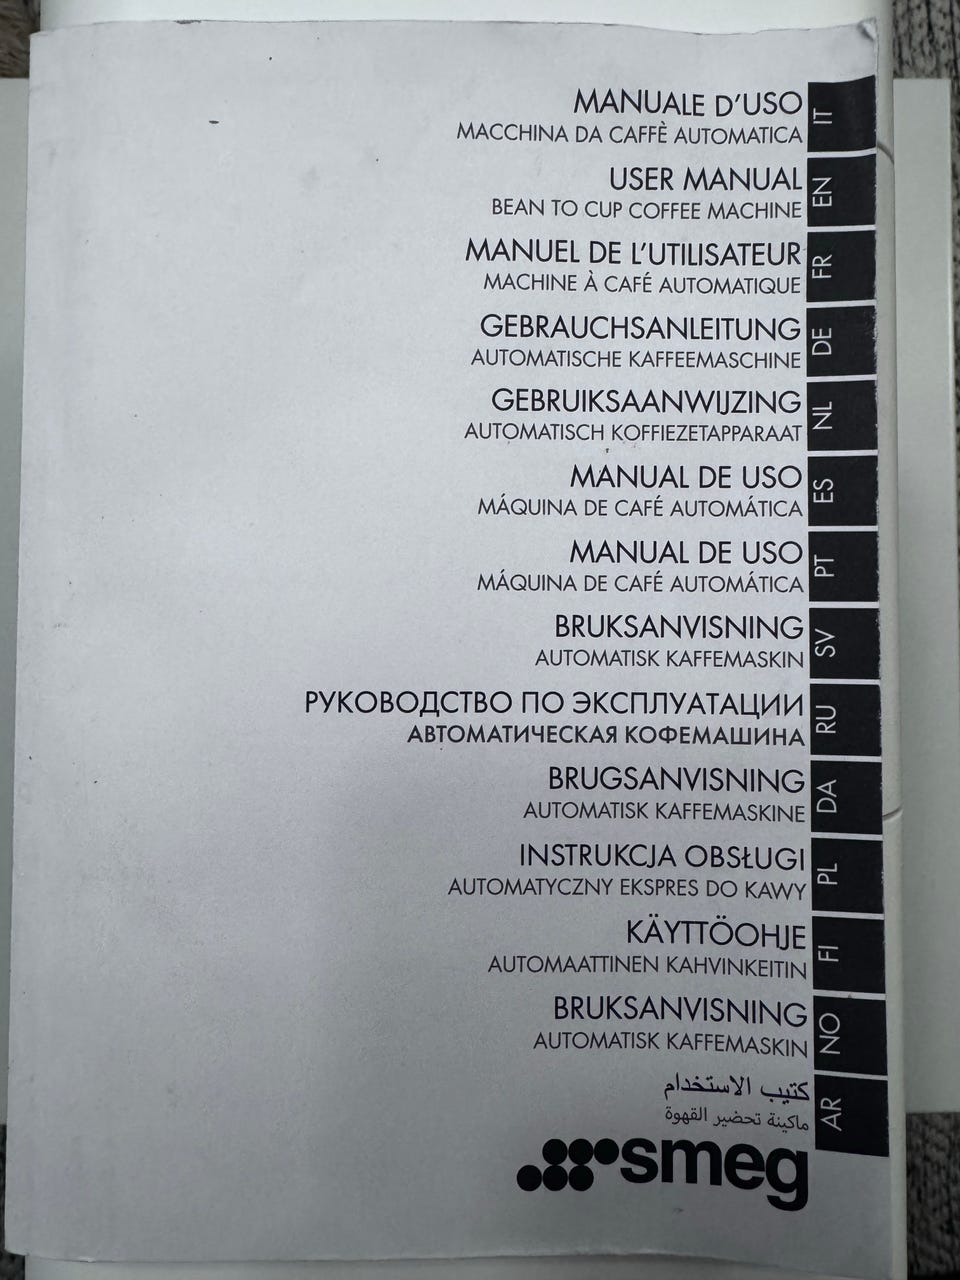 MANUALE D'USO
MACCHINA DA CAFFÈ AUTOMATICA
IT
USER MANUAL
BEAN TO CUP COFFEE MACHINE
EN
MANUEL DE L'UTILISATEUR
MACHINE À CAFÉ AUTOMATIQUE
FR
GEBRAUCHSANLEITUNG
AUTOMATISCHE KAFFEEMASCHINE
DE
GEBRUIKSAANWIJZING
AUTOMATISCH KOFFIEZETAPPARAAT
NL
MANUAL DE USO
MÁQUINA DE CAFÉ AUTOMÁTICA
ES
MANUAL DE USO
MÁQUINA DE CAFÉ AUTOMÁTICA
PT
BRUKSANVISNING
AUTOMATISK KAFFEMASKIN
SV
РУКОВОДСТВО ПО ЭКСПЛУАТАЦИИ
АВТОМАТИЧЕСКАЯ КОФЕМАШИНА
RU
BRUGSANVISNING
AUTOMATISK KAFFEMASKINE
DA
INSTRUKCJA OBSŁUGI
AUTOMATYCZNY EKSPRES DO KAWY
PL
KÄYTTÖOHJE
AUTOMAATTINEN KAHVINKEITIN
FI
BRUKSANVISNING
AUTOMATISK KAFFEMASKIN
NO
كتيب الاستخدام
ماكينة تحضير القهوة
AR
smeg